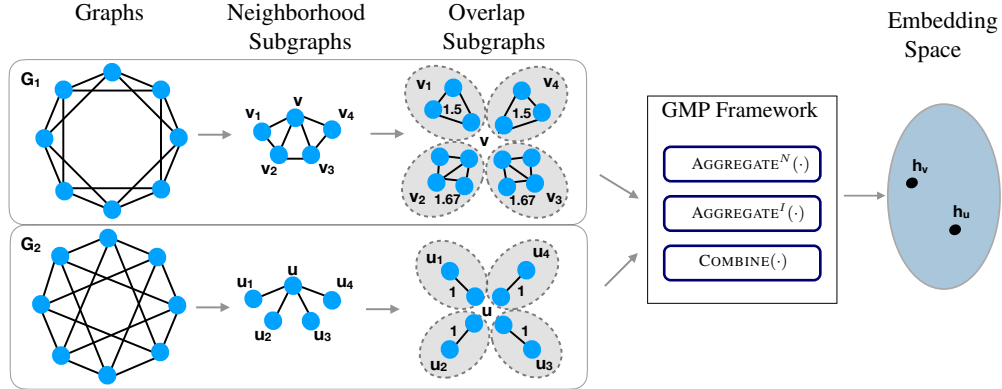 Graphs
Neighborhood
Subgraphs
Overlap
Subgraphs
Embedding
Space
G1
v
v1
v4
v2
v3
v1
v4
1.5
1.5
v
v2
1.67
1.67
v3
G2
u
u1
u4
u2
u3
u1
u4
1
1
u
1
1
u2
u3
GMP Framework
AGGREGATE^N(·)
AGGREGATE^I(·)
COMBINE(·)
hv
hu